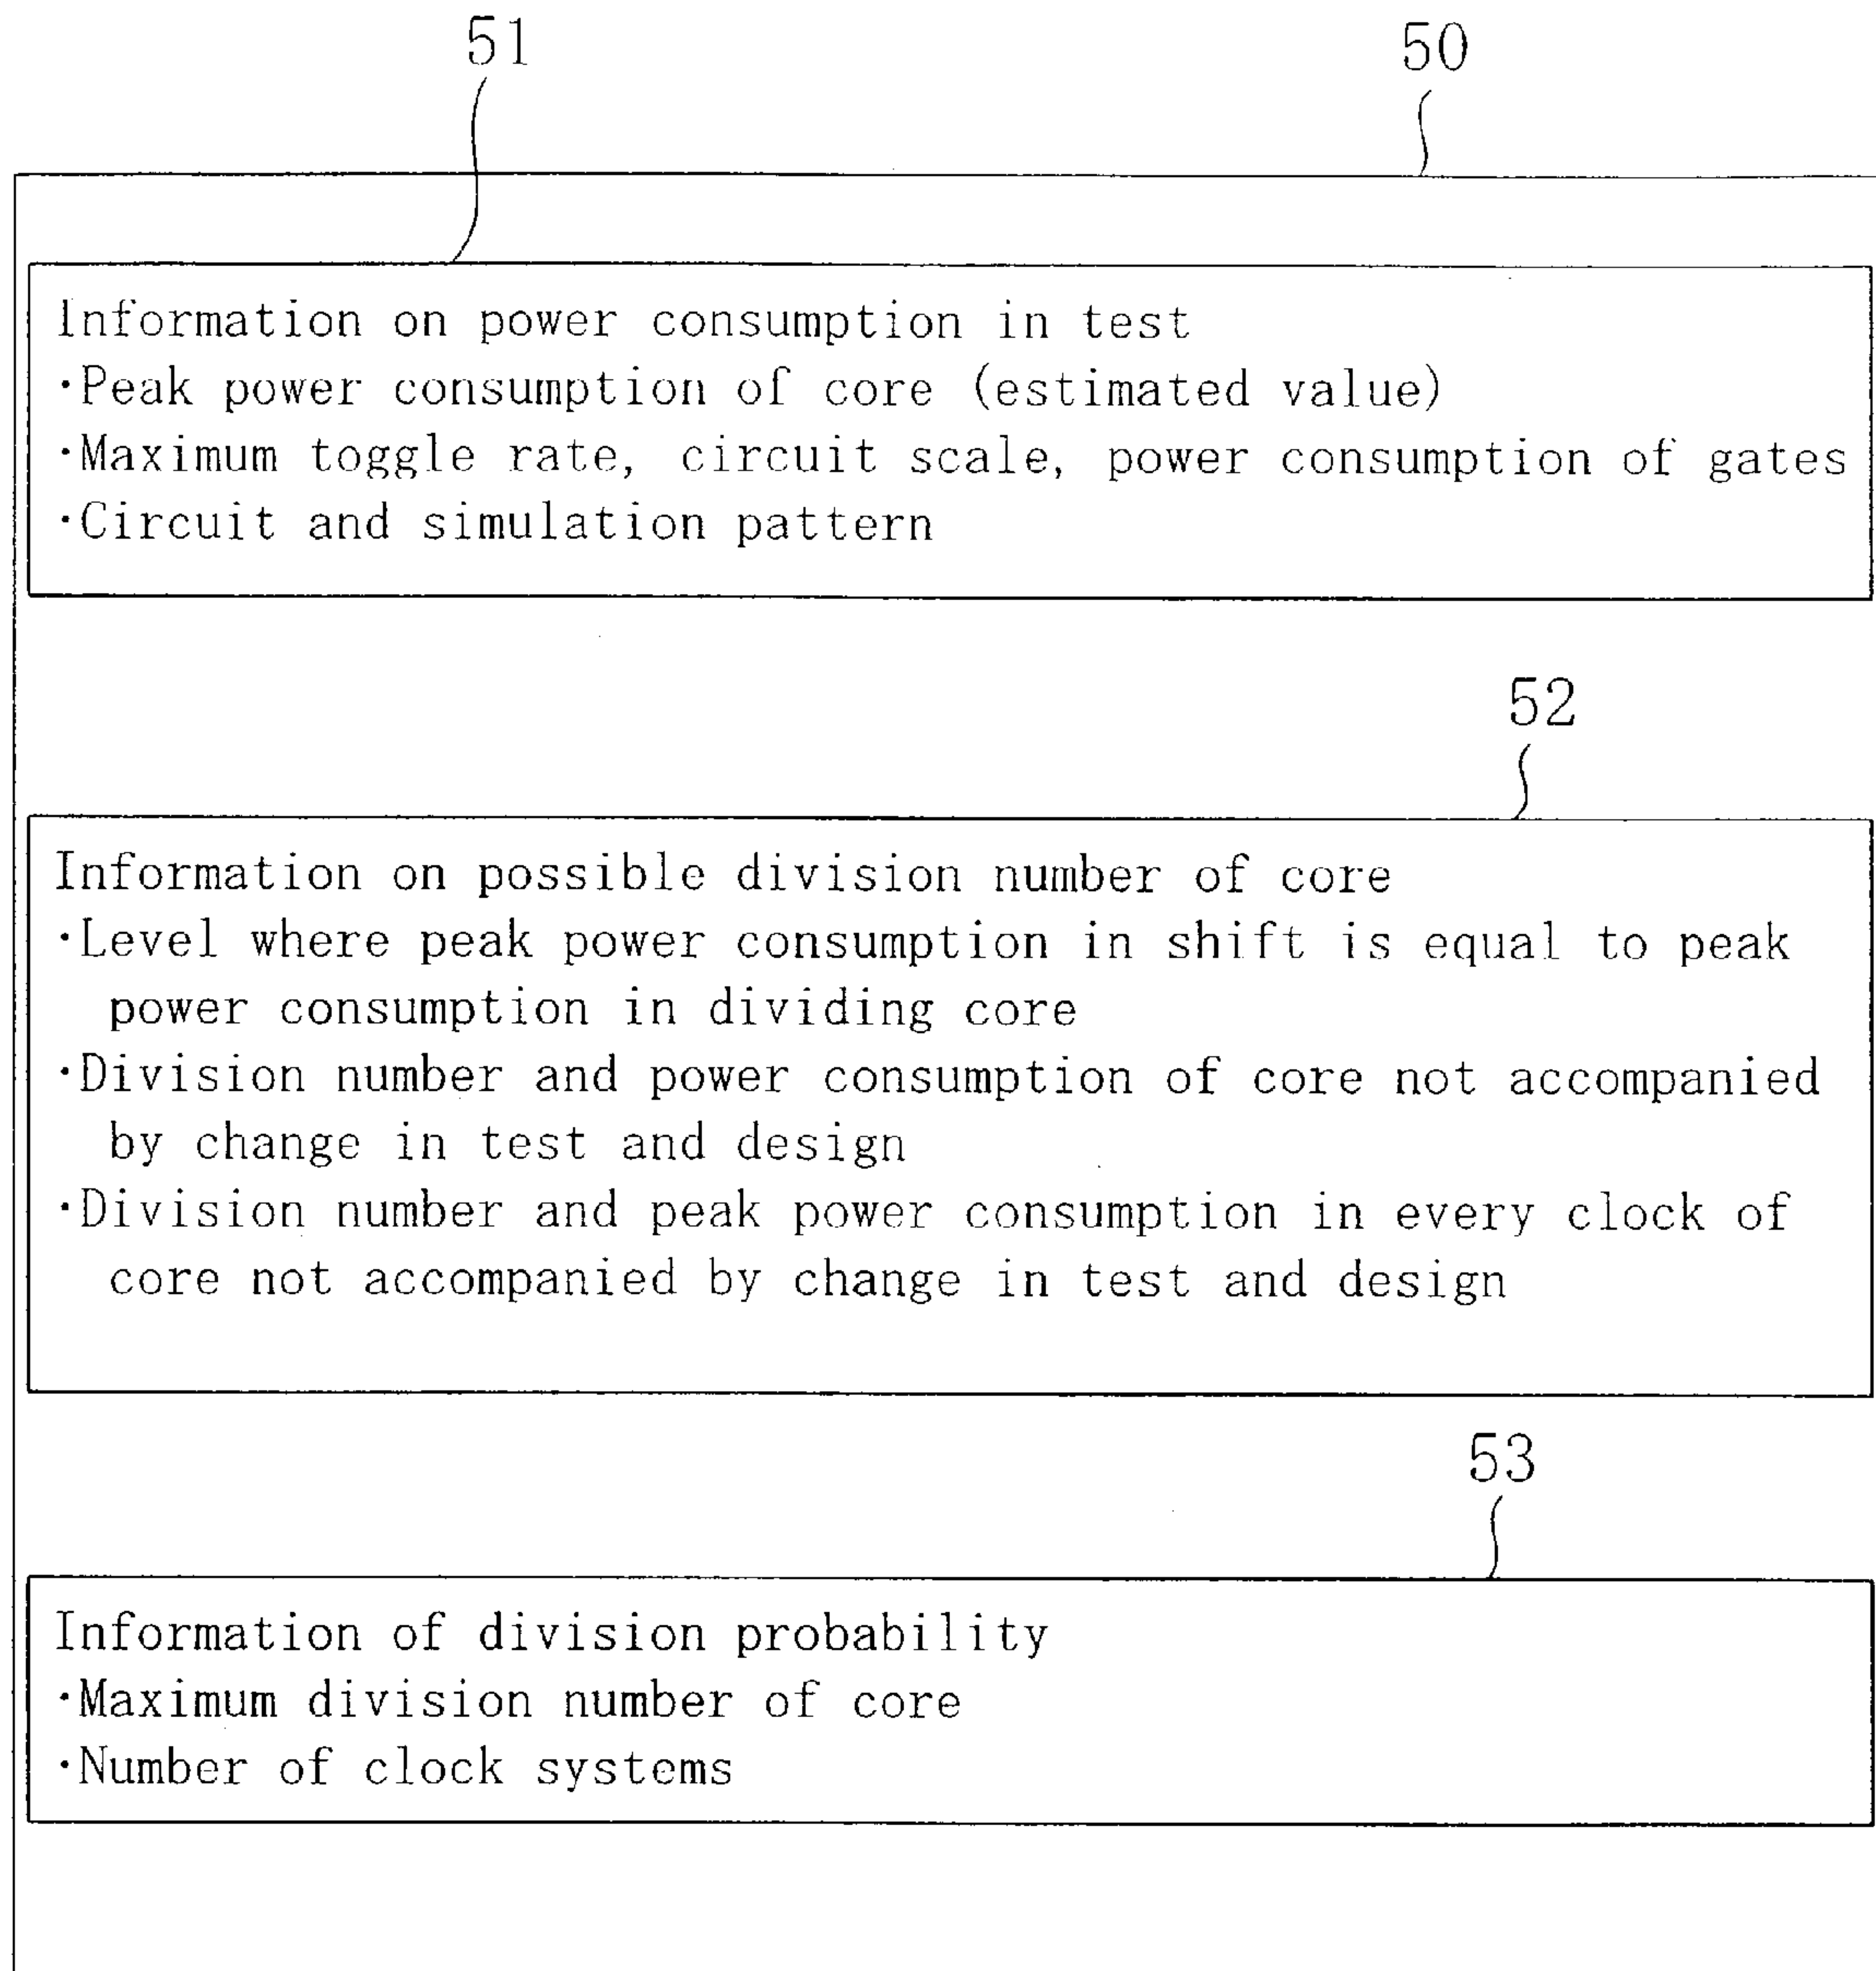 51
50
Information on power consumption in test
·Peak power consumption of core (estimated value)
·Maximum toggle rate, circuit scale, power consumption of gates
·Circuit and simulation pattern
52
Information on possible division number of core
·Level where peak power consumption in shift is equal to peak
power consumption in dividing core
·Division number and power consumption of core not accompanied
by change in test and design
·Division number and peak power consumption in every clock of
core not accompanied by change in test and design
53
Information of division probability
·Maximum division number of core
·Number of clock systems